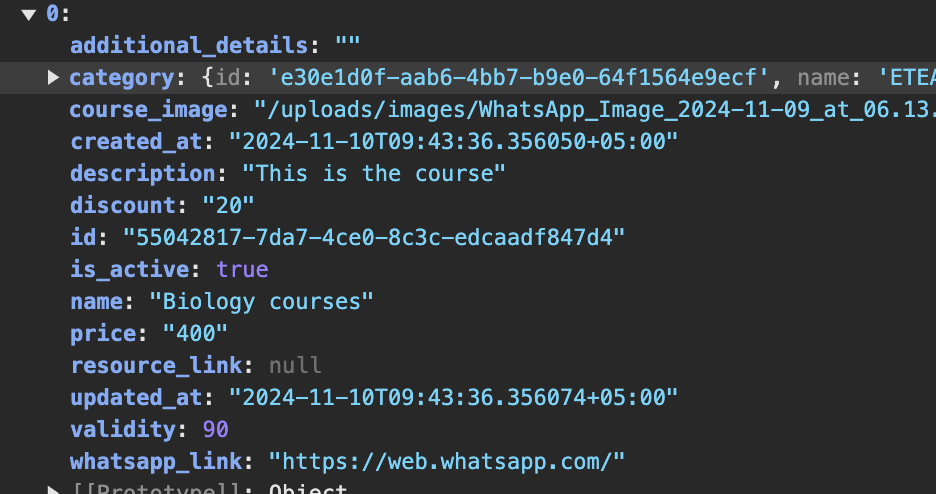 0:
additional_details: ""
category: {id: 'e30e1d0f-aab6-4bb7-b9e0-64f1564e9ecf', name: 'ETEA
course_image: "/uploads/images/WhatsApp_Image_2024-11-09_at_06.13.
created_at: "2024-11-10T09:43:36.356050+05:00"
description: "This is the course"
discount: "20"
id: "55042817-7da7-4ce0-8c3c-edcaadf847d4"
is_active: true
name: "Biology courses"
price: "400"
resource_link: null
updated_at: "2024-11-10T09:43:36.356074+05:00"
validity: 90
whatsapp_link: "https://web.whatsapp.com/"
[[Prototype]]: Object